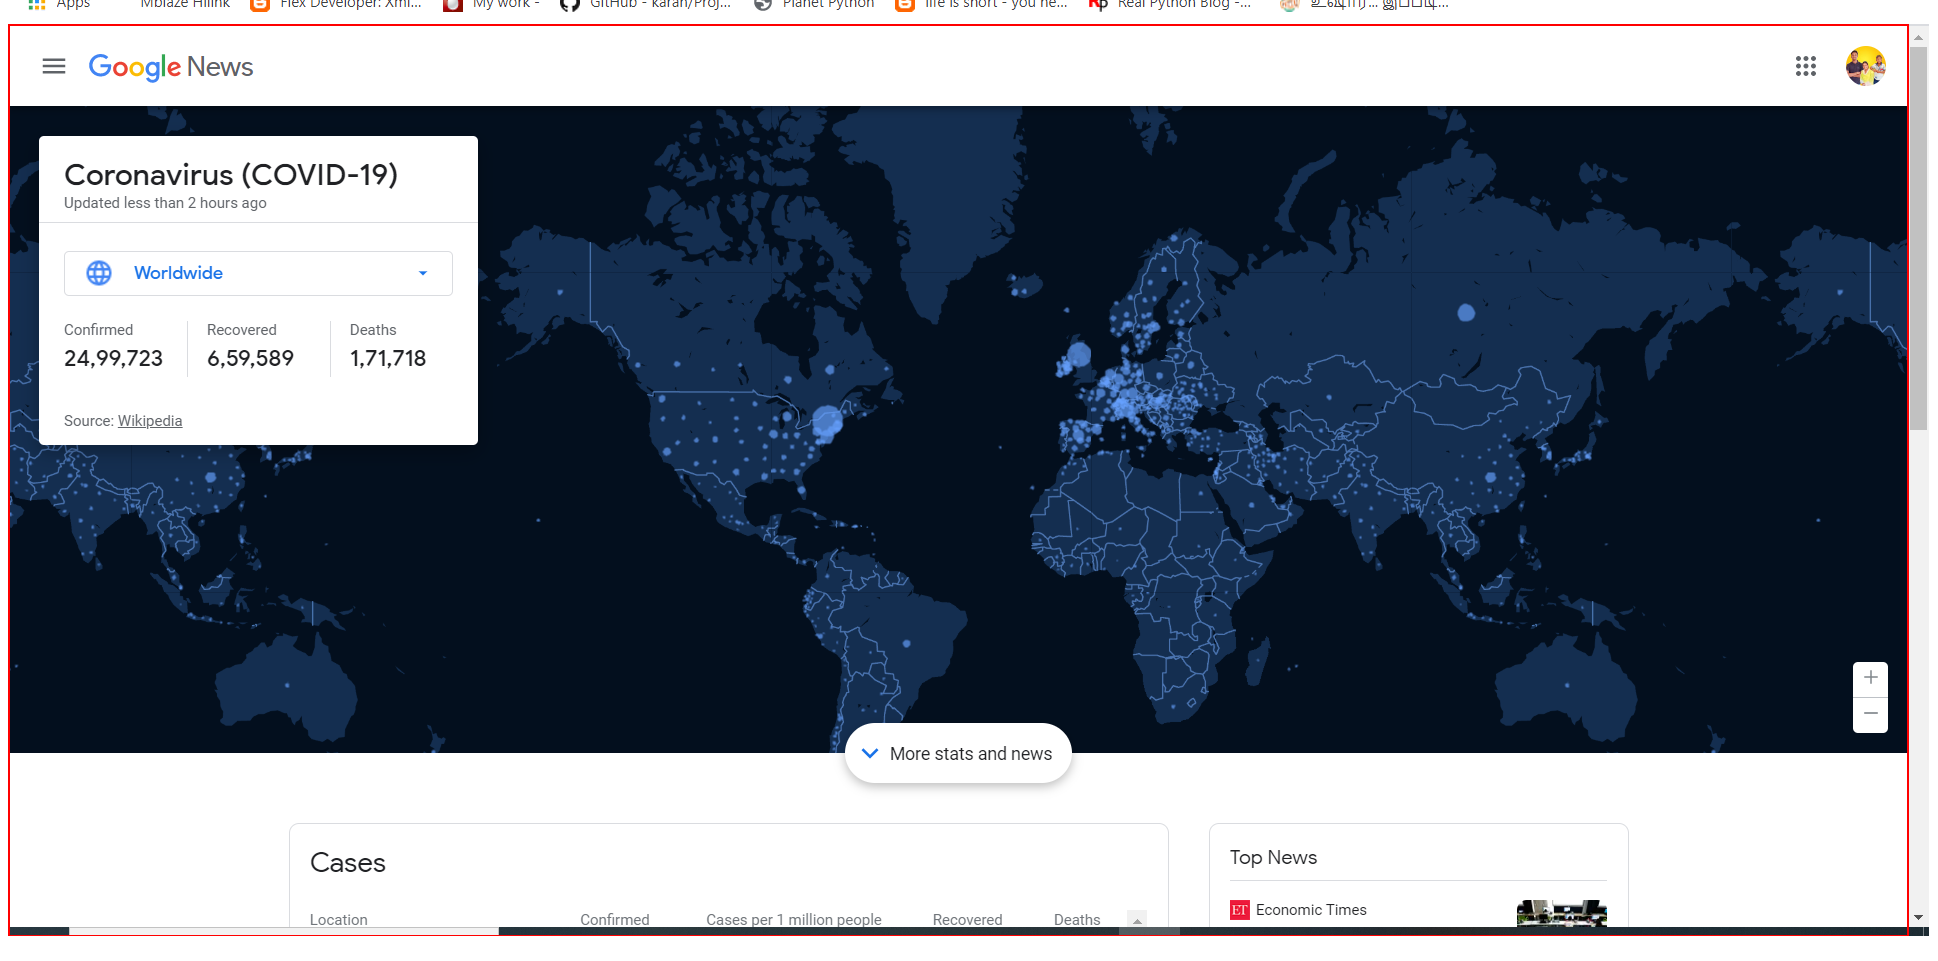 Apps Mblaze Hilink Flex Developer: Xml... My work - GitHub - karan/Proj... Planet Python life is short - you ne... Real Python Blog -... உஷார்... இப்படி...
Google News
Coronavirus (COVID-19)
Updated less than 2 hours ago
Worldwide
Confirmed Recovered Deaths
24,99,723 6,59,589 1,71,718
Source: Wikipedia
+
−
More stats and news
Cases
Location Confirmed Cases per 1 million people Recovered Deaths
Top News
ET Economic Times